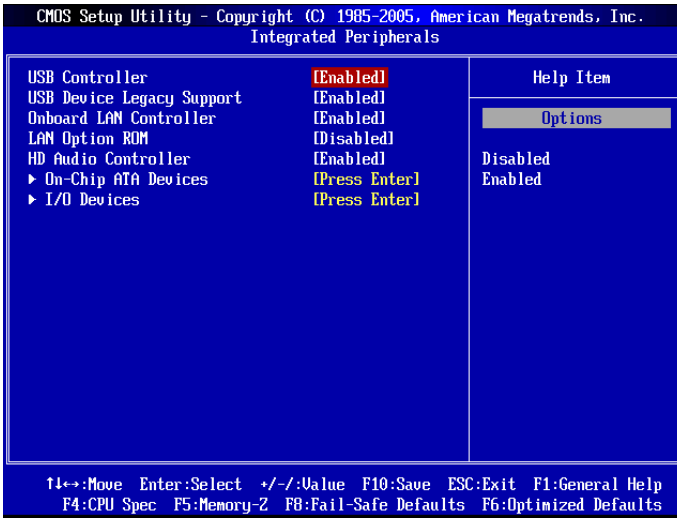 CMOS Setup Utility - Copyright (C) 1985-2005, American Megatrends, Inc.
Integrated Peripherals
USB Controller [Enabled]
USB Device Legacy Support [Enabled]
Onboard LAN Controller [Enabled]
LAN Option ROM [Disabled]
HD Audio Controller [Enabled]
▶ On-Chip ATA Devices [Press Enter]
▶ I/O Devices [Press Enter]
Help Item
Options
Disabled
Enabled
↑↓←→:Move Enter:Select +/-/:Value F10:Save ESC:Exit F1:General Help
F4:CPU Spec F5:Memory-Z F8:Fail-Safe Defaults F6:Optimized Defaults